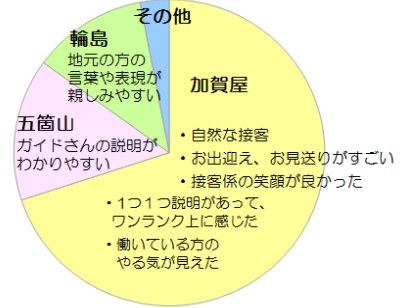 その他
輪島
地元の方の
言葉や表現が
親しみやすい
加賀屋
五箇山
ガイドさんの説明が
わかりやすい
・自然な接客
・お出迎え、お見送りがすごい
・接客係の笑顔が良かった
・1つ1つ説明があって、
ワンランク上に感じた
・働いている方の
やる気が見えた